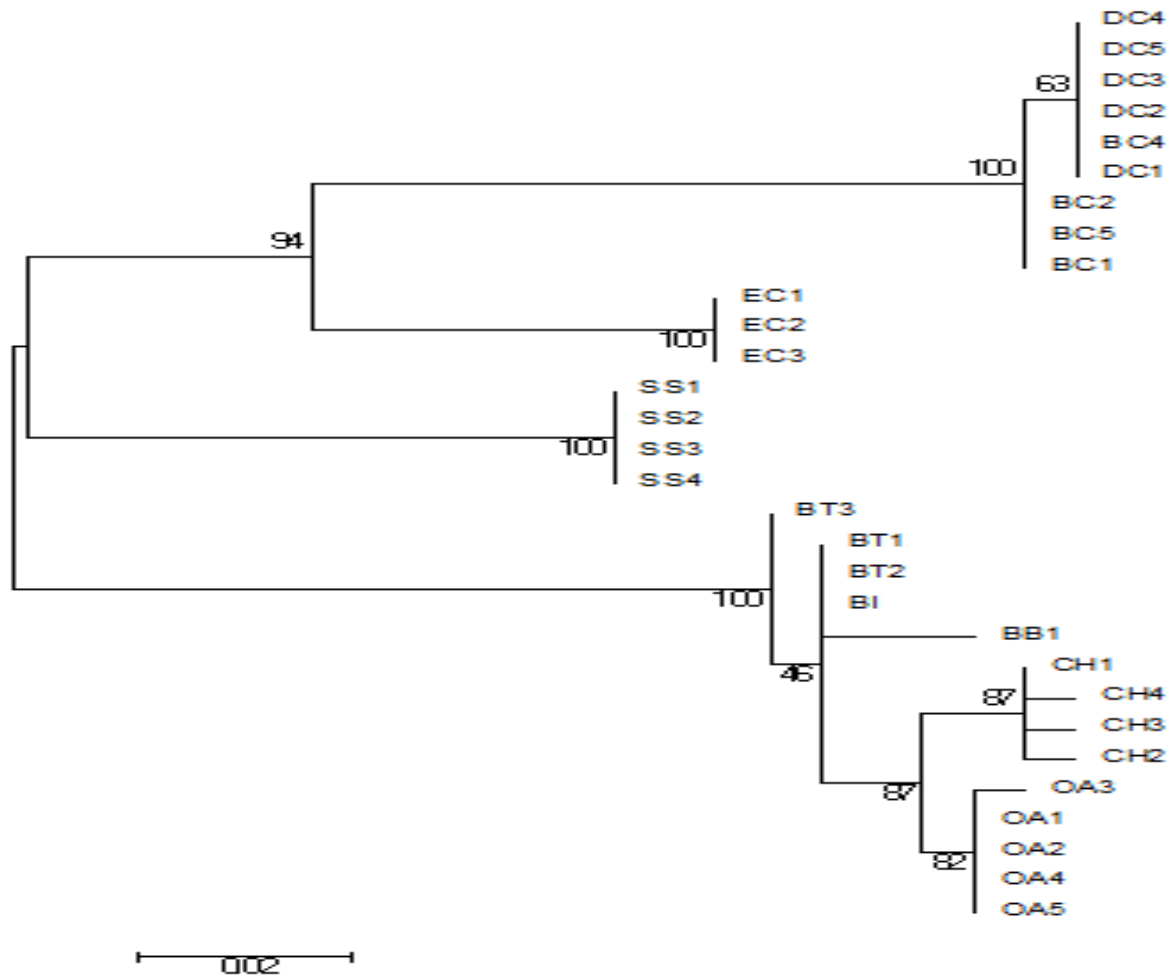 DC4
DC5
63
DC3
DC2
BC4
100
DC1
BC2
BC5
94
BC1
EC1
EC2
100
EC3
SS1
SS2
100
SS3
SS4
BT3
BT1
BT2
100
BI
BB1
46
CH1
87
CH4
CH3
CH2
87
OA3
OA1
OA2
82
OA4
OA5
0.02